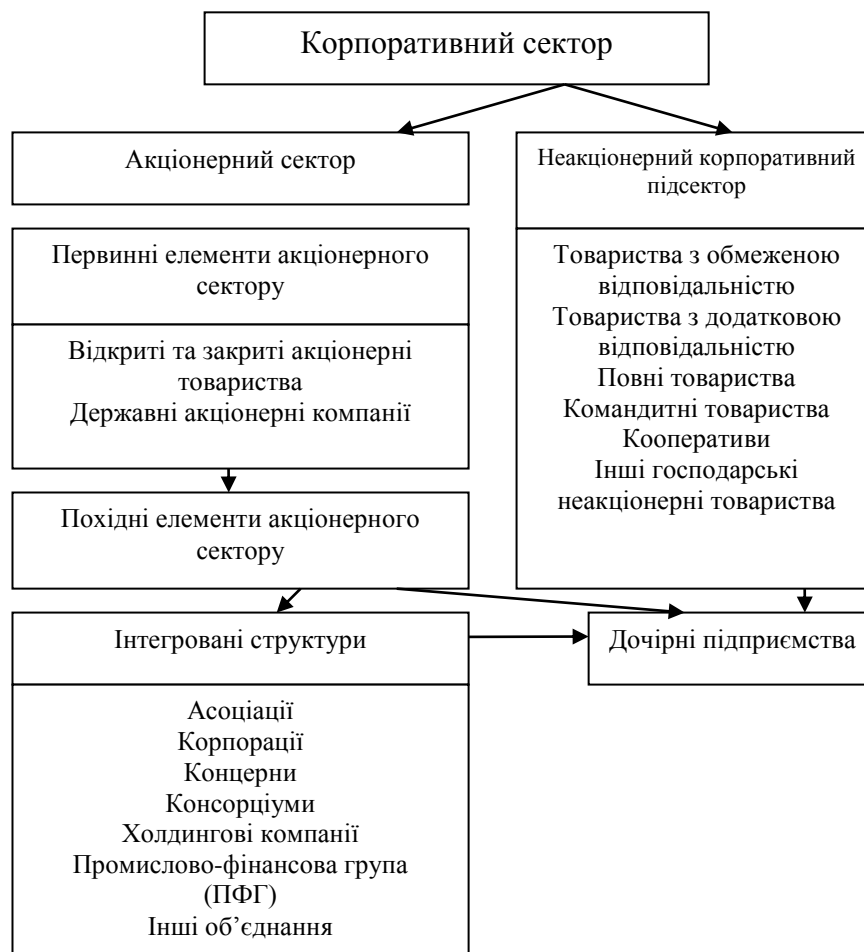 Корпоративний сектор
Акціонерний сектор
Неакціонерний корпоративний
підсектор
Первинні елементи акціонерного
сектору
Відкриті та закриті акціонерні
товариства
Державні акціонерні компанії
Товариства з обмеженою
відповідальністю
Товариства з додатковою
відповідальністю
Повні товариства
Командитні товариства
Кооперативи
Інші господарські
неакціонерні товариства
Похідні елементи акціонерного
сектору
Інтегровані структури
Дочірні підприємства
Асоціації
Корпорації
Концерни
Консорціуми
Холдингові компанії
Промислово-фінансова група
(ПФГ)
Інші об’єднання